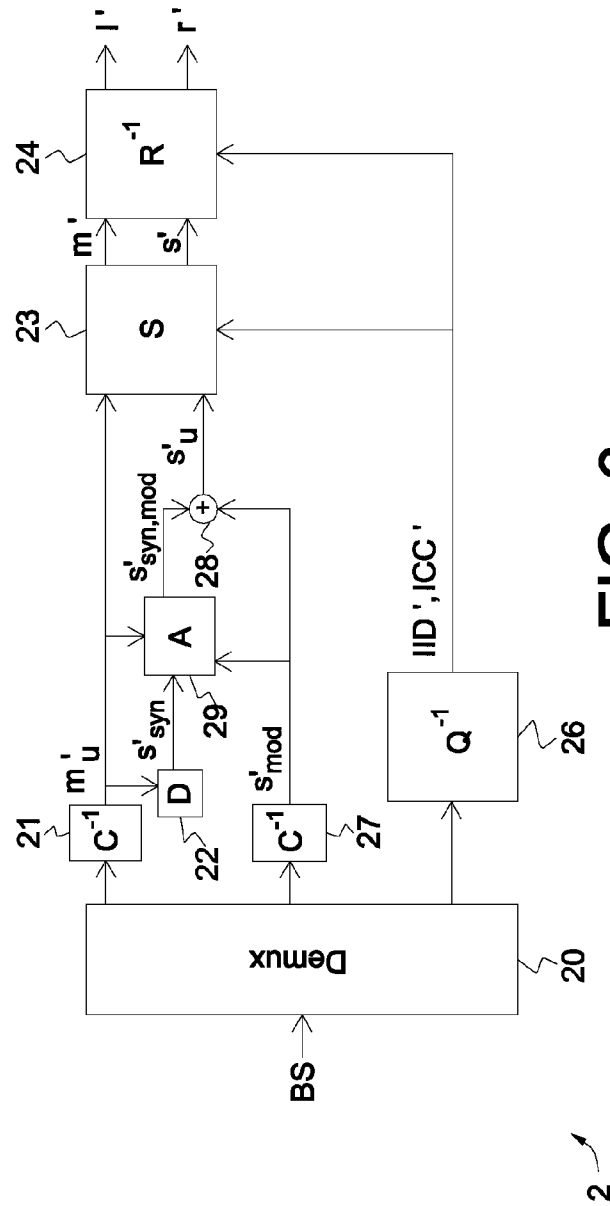 2
BS
Demux
20
21
C⁻¹
m'ᵤ
D
22
s'syn
A
29
s'syn,mod
+
28
s'ᵤ
C⁻¹
27
s'mod
Q⁻¹
26
IID', ICC'
23
S
m'
s'
24
R⁻¹
l'
r'
FIG.